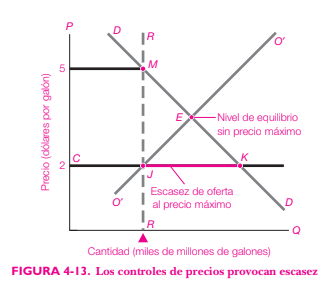 P
D
R
O'
5
M
E
Nivel de equilibrio
sin precio máximo
Precio (dólares por galón)
C
K
2
J
Escasez de oferta
al precio máximo
O'
D
R
Q
Cantidad (miles de millones de galones)
FIGURA 4-13. Los controles de precios provocan escasez